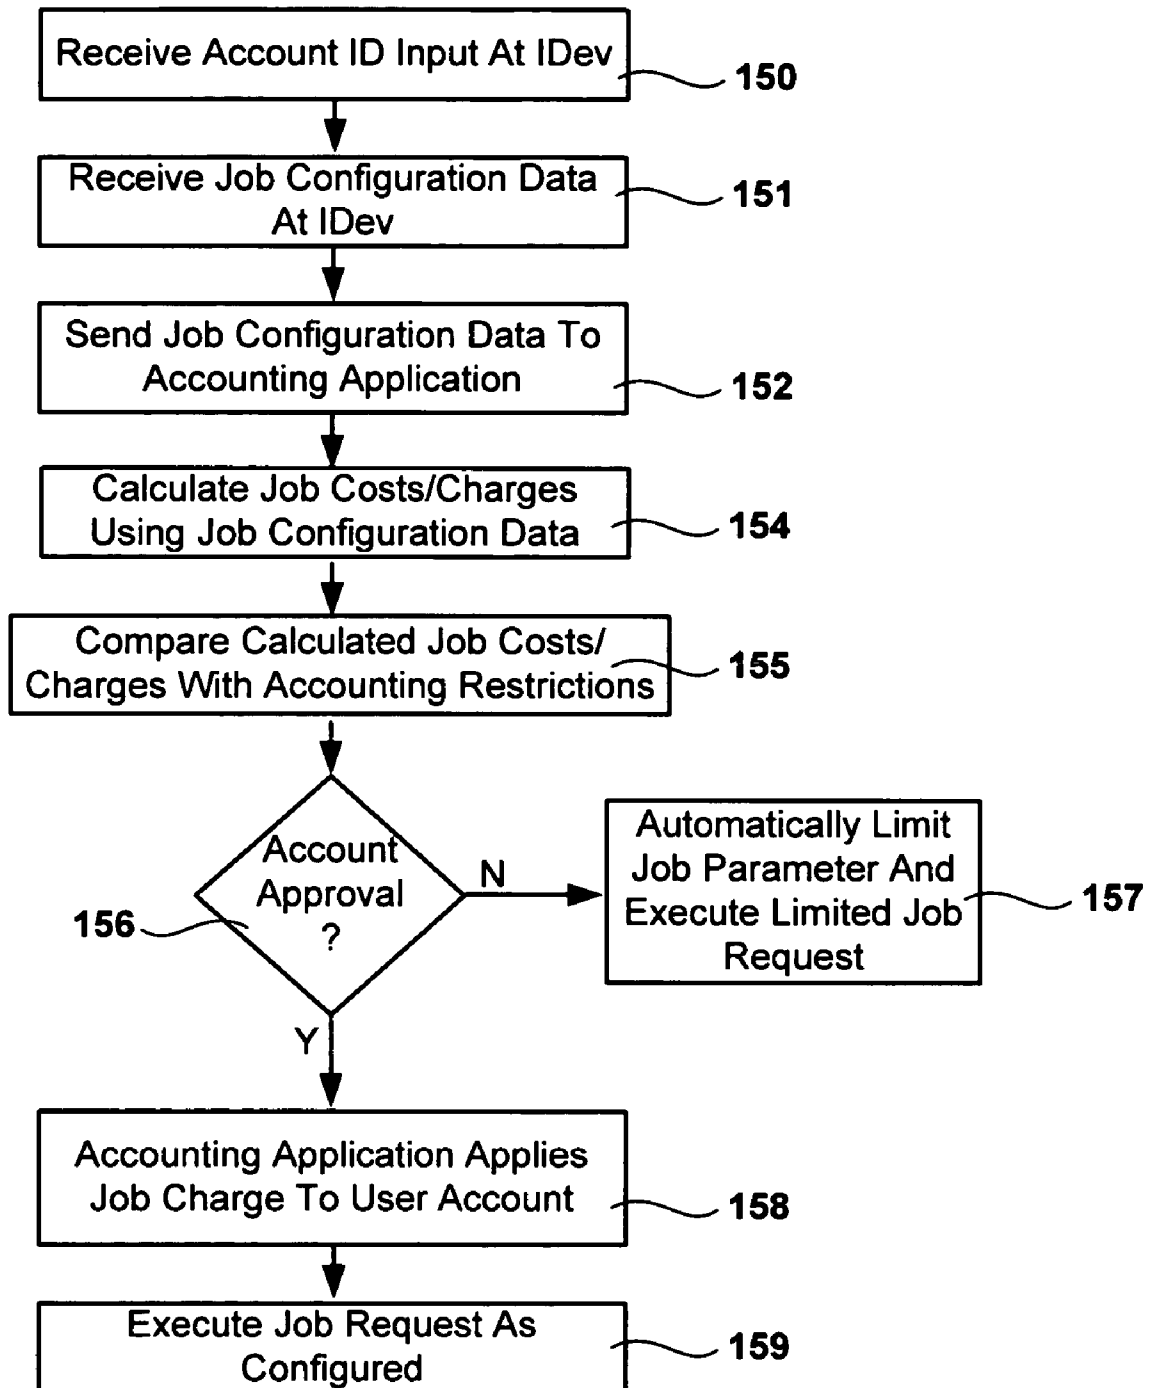 Receive Account ID Input At IDev
150
Receive Job Configuration Data
At IDev
151
Send Job Configuration Data To
Accounting Application
152
Calculate Job Costs/Charges
Using Job Configuration Data
154
Compare Calculated Job Costs/
Charges With Accounting Restrictions
155
Account
Approval
?
156
N
Automatically Limit
Job Parameter And
Execute Limited Job
Request
157
Y
Accounting Application Applies
Job Charge To User Account
158
Execute Job Request As
Configured
159